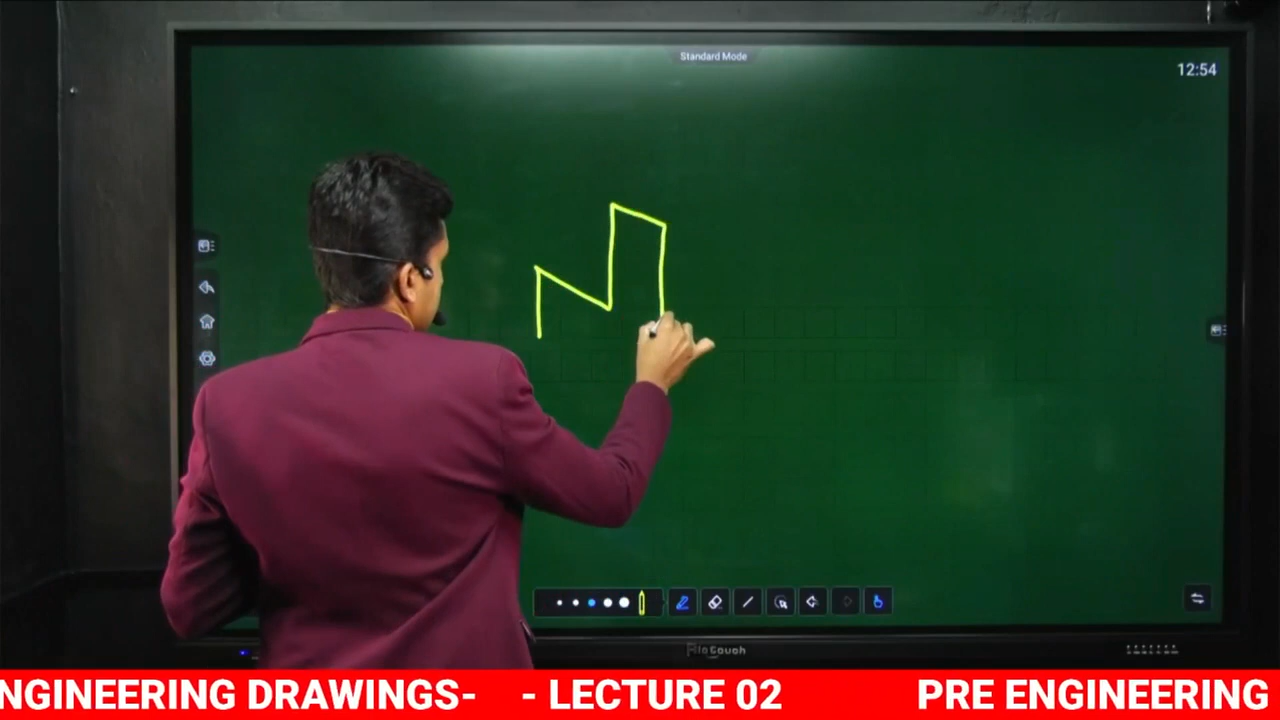 Standard Mode
12:54
NGINEERING DRAWINGS- - LECTURE 02 PRE ENGINEERING